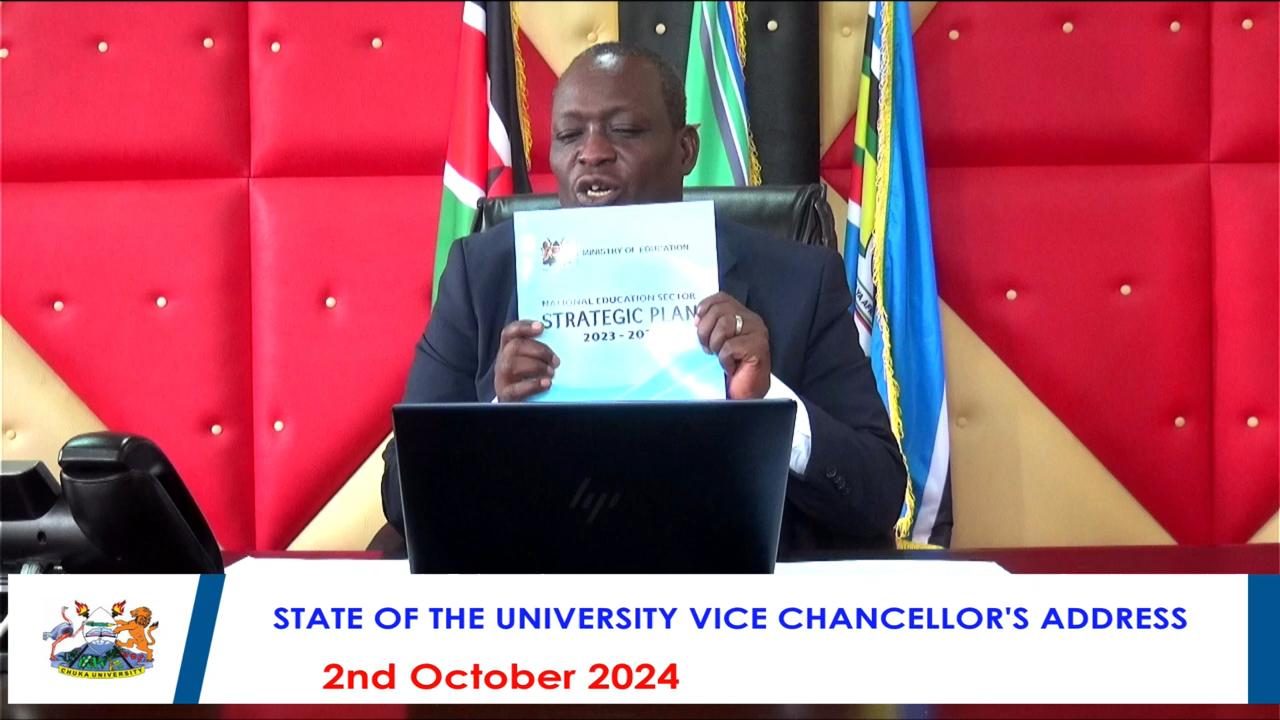 MINISTRY OF EDUCATION
NATIONAL EDUCATION SECTOR
STRATEGIC PLAN
2023 - 20
hp
STATE OF THE UNIVERSITY VICE CHANCELLOR'S ADDRESS
2nd October 2024
CHUKA UNIVERSITY